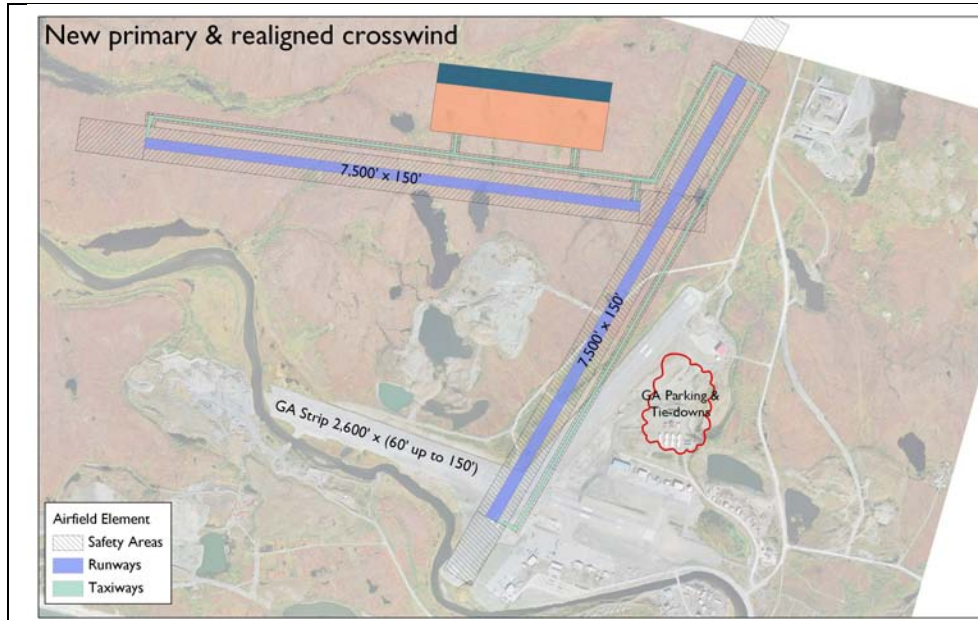 New primary & realigned crosswind
7,500' x 150'
7,500' x 150'
GA Parking &
Tie-downs
GA Strip 2,600' x (60' up to 150')
Airfield Element
Safety Areas
Runways
Taxiways